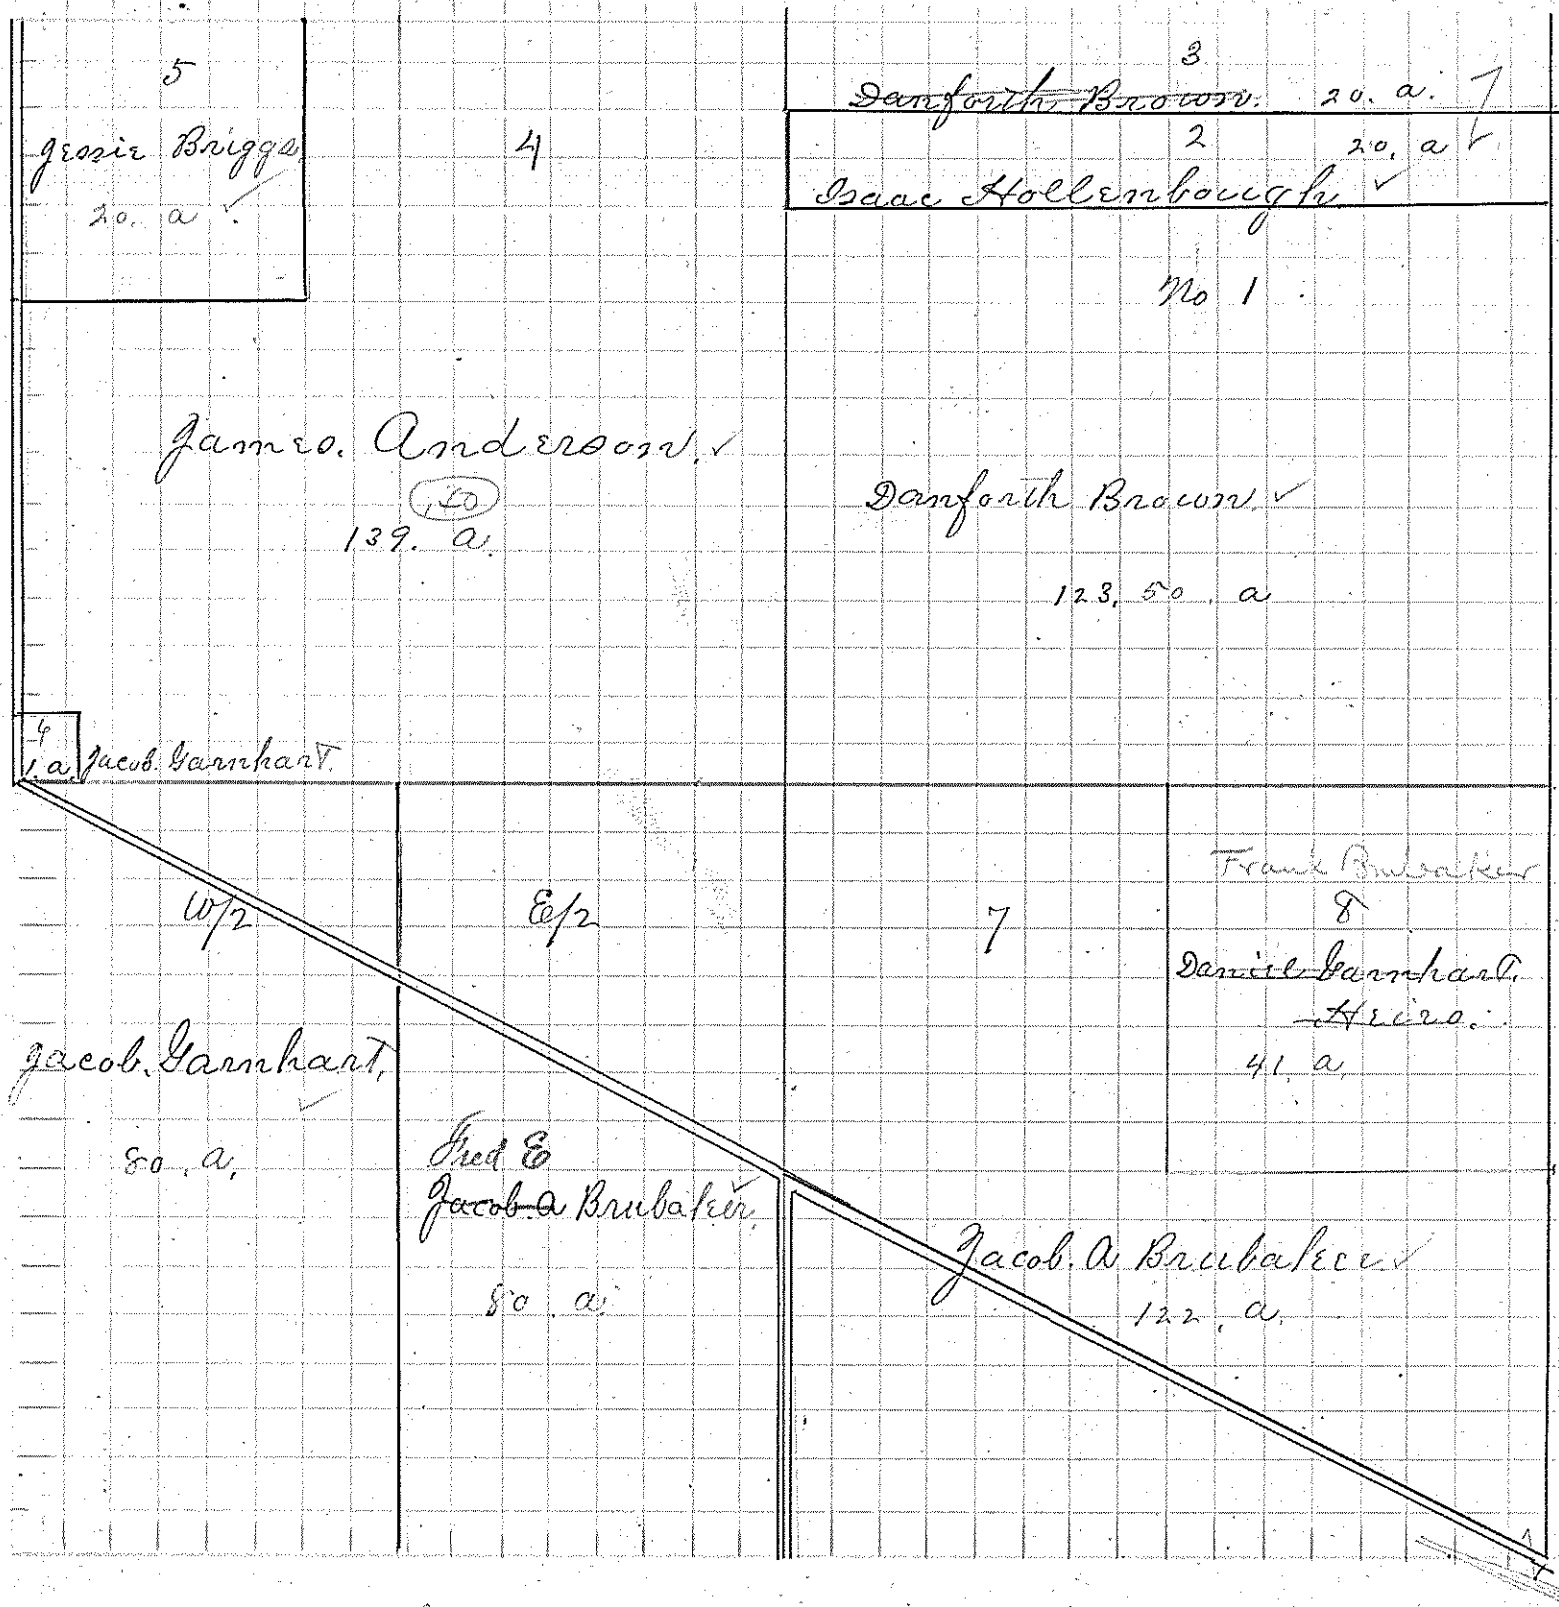 5
Jessie Briggs
20. a
4
3
Danforth Brown. 20. a.
2 20. a
Isaac Hollenbough
No 1
James. Anderson.
,50
139. a.
Danforth Brown.
123, 50. a
4
1. a. Jacob. Garnhart.
W/2
E/2
7
Frank Brubaker
8
Daniel Garnhart.
Heirs.
41. a.
Jacob. Garnhart.
80. a.
Fred E
Jacob. A Brubaker.
80. a.
Jacob. A Brubaker.
122. a.